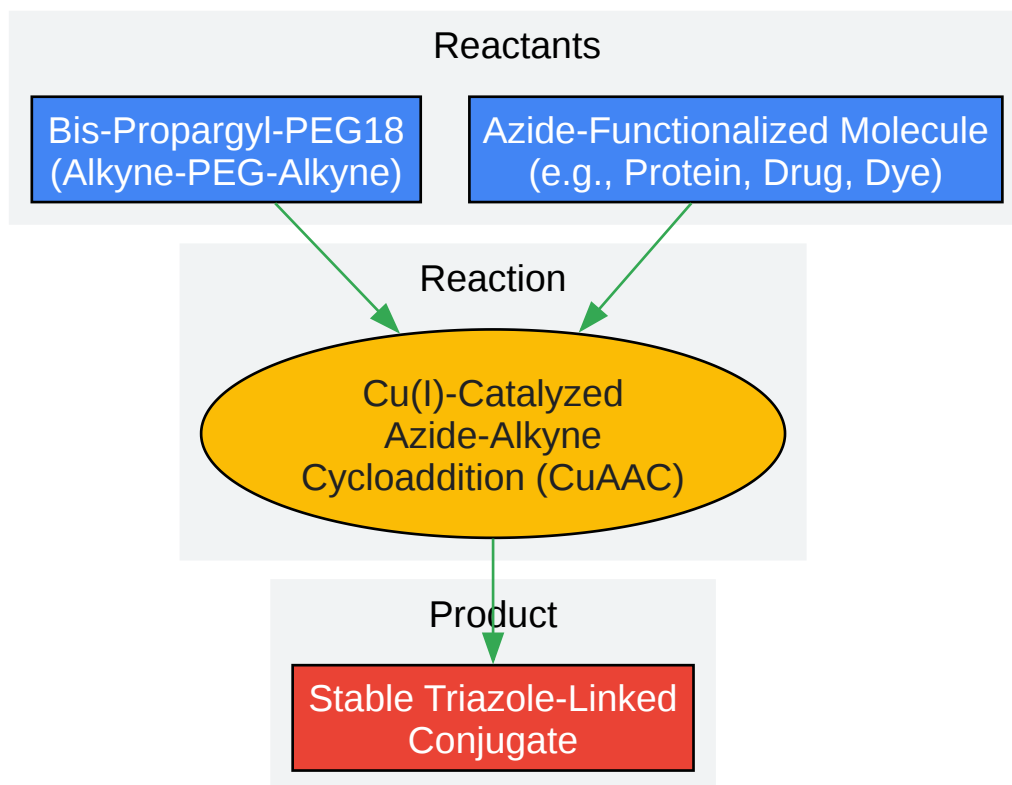 Reactants
Bis-Propargyl-PEG18
(Alkyne-PEG-Alkyne)
Azide-Functionalized Molecule
(e.g., Protein, Drug, Dye)
Reaction
Cu(I)-Catalyzed
Azide-Alkyne
Cycloaddition (CuAAC)
Product
Stable Triazole-Linked
Conjugate